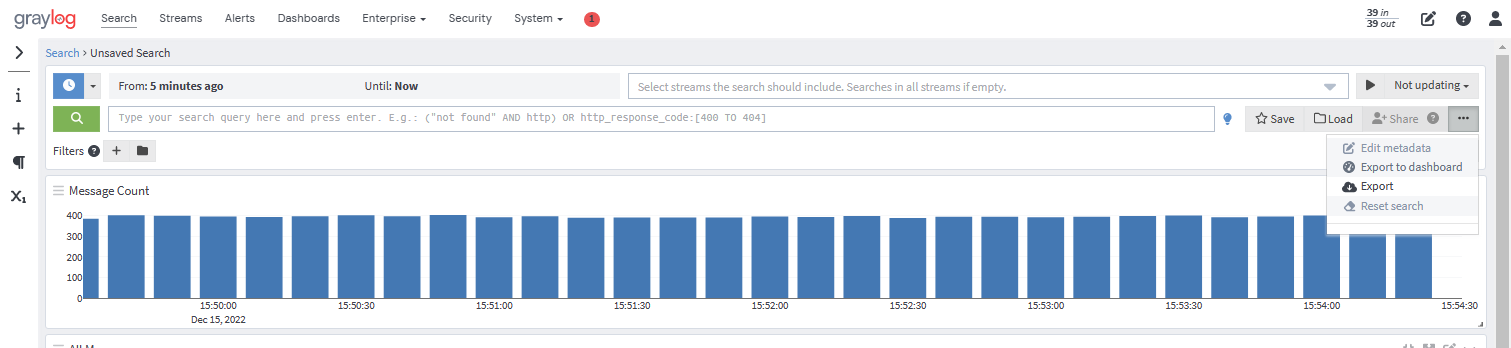 graylog
Search
Streams
Alerts
Dashboards
Enterprise
Security
System
1
39 in
39 out
?
Search > Unsaved Search
From: 5 minutes ago
Until: Now
Select streams the search should include. Searches in all streams if empty.
Not updating
Type your search query here and press enter. E.g.: ("not found" AND http) OR http_response_code:[400 TO 404]
Save
Load
Share ?
Filters ?
X1
Edit metadata
Export to dashboard
Export
Reset search
Message Count
400
300
200
100
0
15:50:00
15:50:30
15:51:00
15:51:30
15:52:00
15:52:30
15:53:00
15:53:30
15:54:00
15:54:30
Dec 15, 2022